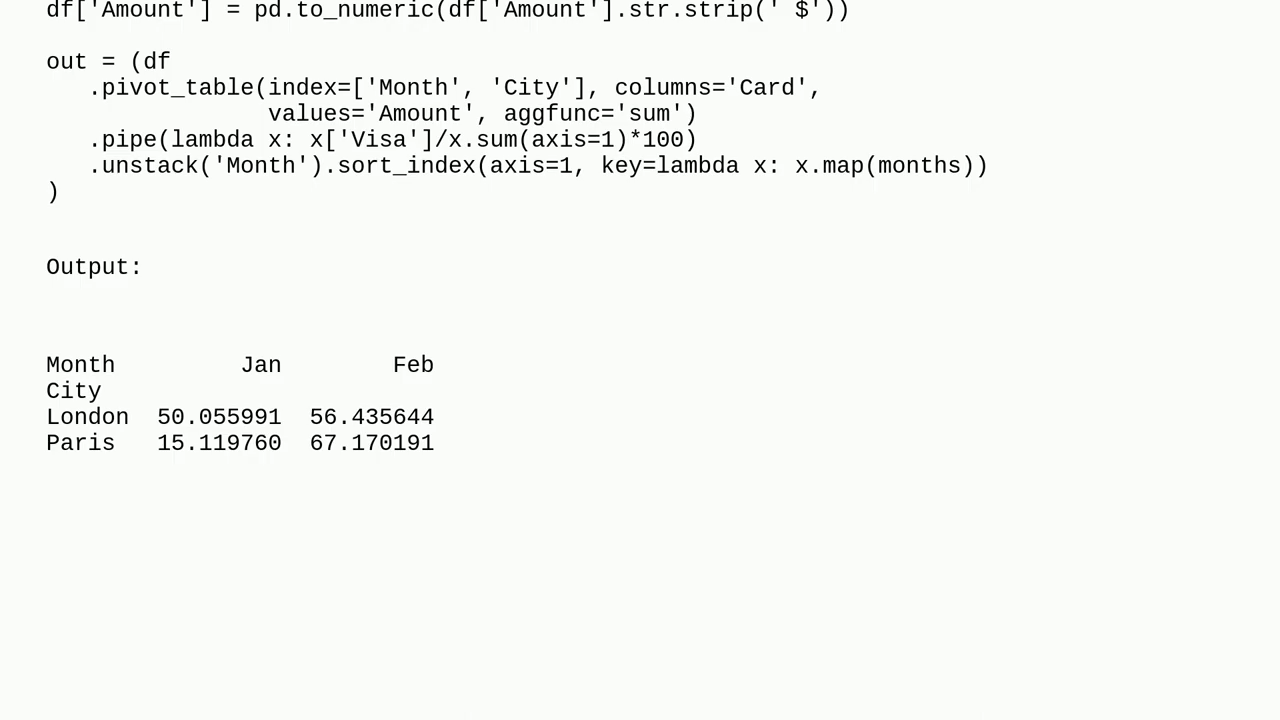 df['Amount'] = pd.to_numeric(df['Amount'].str.strip(' $'))
out = (df
   .pivot_table(index=['Month', 'City'], columns='Card',
                values='Amount', aggfunc='sum')
   .pipe(lambda x: x['Visa']/x.sum(axis=1)*100)
   .unstack('Month').sort_index(axis=1, key=lambda x: x.map(months))
)
Output:
Month         Jan        Feb
City
London  50.055991  56.435644
Paris   15.119760  67.170191